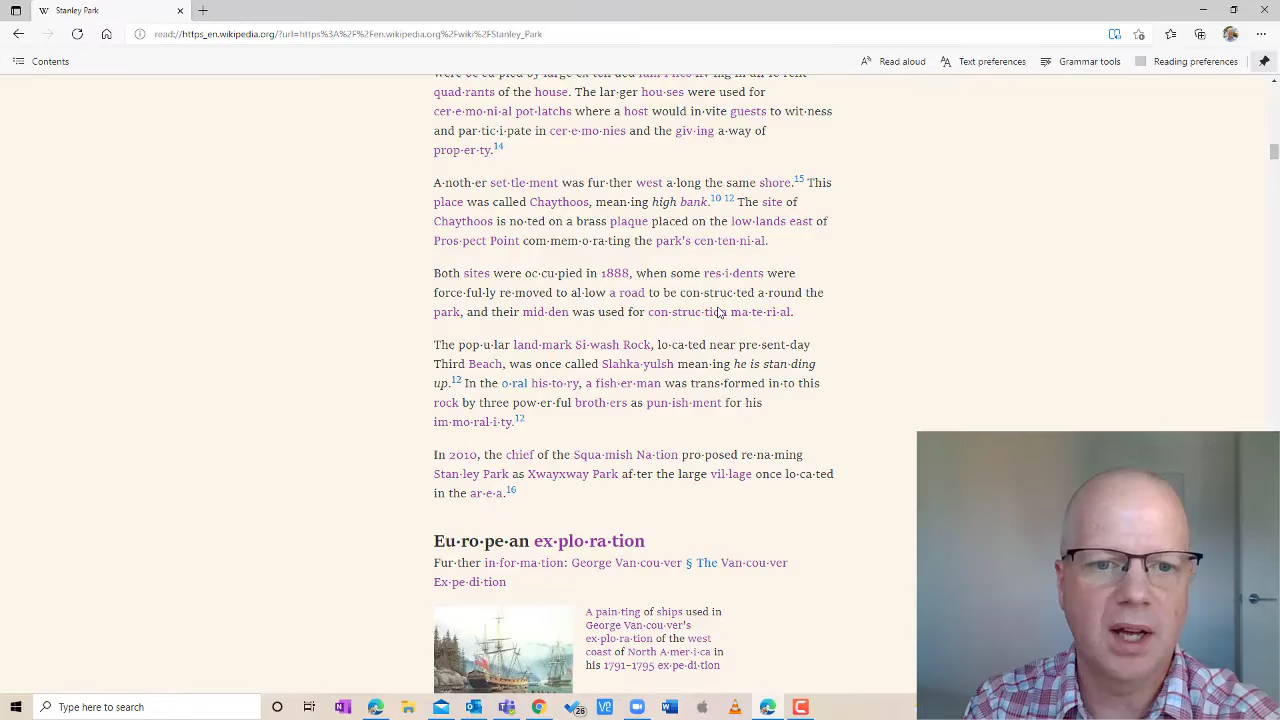 Stanley Park
read://https_en.wikipedia.org/?url=https%3A%2F%2Fen.wikipedia.org%2Fwiki%2FStanley_Park
Contents
Read aloud
Text preferences
Grammar tools
Reading preferences
quad·rants of the house. The lar·ger hou·ses were used for
cer·e·mo·ni·al pot·latchs where a host would in·vite guests to wit·ness
and par·tic·i·pate in cer·e·mo·nies and the giv·ing a·way of
prop·er·ty.14
A·noth·er set·tle·ment was fur·ther west a·long the same shore.15 This
place was called Chaythoos, mean·ing high bank.10 12 The site of
Chaythoos is no·ted on a brass plaque placed on the low·lands east of
Pros·pect Point com·mem·o·ra·ting the park's cen·ten·ni·al.
Both sites were oc·cu·pied in 1888, when some res·i·dents were
force·ful·ly re·moved to al·low a road to be con·struc·ted a·round the
park, and their mid·den was used for con·struc·tion ma·te·ri·al.
The pop·u·lar land·mark Si·wash Rock, lo·ca·ted near pre·sent-day
Third Beach, was once called Slahka·yulsh mean·ing he is stan·ding
up.12 In the o·ral his·to·ry, a fish·er·man was trans·formed in·to this
rock by three pow·er·ful broth·ers as pun·ish·ment for his
im·mo·ral·i·ty.12
In 2010, the chief of the Squa·mish Na·tion pro·posed re·na·ming
Stan·ley Park as Xwayxway Park af·ter the large vil·lage once lo·ca·ted
in the ar·e·a.16
Eu·ro·pe·an ex·plo·ra·tion
Fur·ther in·for·ma·tion: George Van·cou·ver § The Van·cou·ver
Ex·pe·di·tion
A pain·ting of ships used in
George Van·cou·ver's
ex·plo·ra·tion of the west
coast of North A·mer·i·ca in
his 1791–1795 ex·pe·di·tion
Type here to search